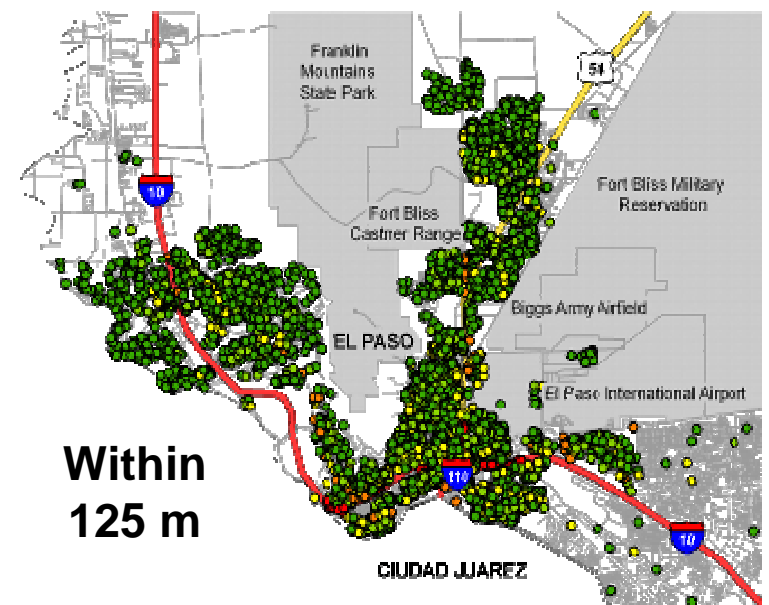 Franklin
Mountains
State Park
54
10
Fort Bliss Military
Reservation
Fort Bliss
Castner Range
Biggs Army Airfield
EL PASO
El Paso International Airport
Within
125 m
110
10
CIUDAD JUAREZ